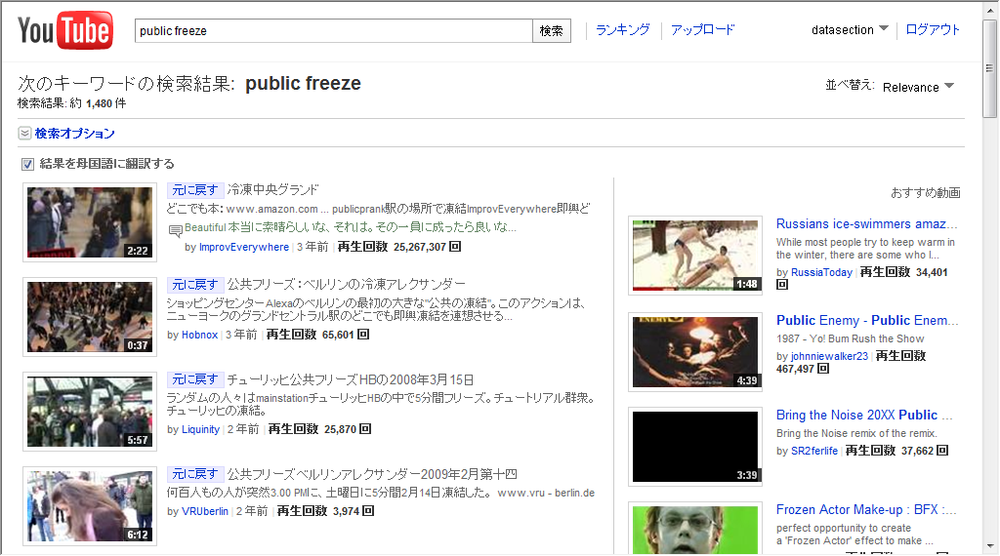 YouTube
public freeze
検索
ランキング
アップロード
datasection
ログアウト
次のキーワードの検索結果: public freeze
検索結果: 約 1,480 件
並べ替え: Relevance
検索オプション
結果を母国語に翻訳する
元に戻す 冷凍中央グランド
どこでも本: www.amazon.com ... publicprank駅の場所で凍結ImprovEverywhere即興ど
Beautiful 本当に素晴らしいな、それは。その一員に成ったら良いな...
by ImprovEverywhere | 3 年前 | 再生回数 25,267,307 回
2:22
元に戻す 公共フリーズ：ベルリンの冷凍アレクサンダー
ショッピングセンターAlexaのベルリンの最初の大きな"公共の凍結"。このアクションは、
ニューヨークのグランドセントラル駅のどこでも即興凍結を連想させる...
by Hobnox | 3 年前 | 再生回数 65,601 回
0:37
元に戻す チューリッヒ公共フリーズHBの2008年3月15日
ランダムの人々はmainstationチューリッヒHBの中で5分間フリーズ。チュートリアル群衆。
チューリッヒの凍結。
by Liquinity | 2 年前 | 再生回数 25,870 回
5:57
元に戻す 公共フリーズベルリンアレクサンダー2009年2月第十四
何百人もの人が突然3.00 PMに、土曜日に5分間2月14日凍結した。 www.vru - berlin.de
by VRUberlin | 2 年前 | 再生回数 3,974 回
6:12
おすすめ動画
Russians ice-swimmers amaz...
While most people try to keep warm in
the winter, there are some who l...
by RussiaToday | 再生回数 34,401
回
1:48
Public Enemy - Public Enem...
1987 - Yo! Bum Rush the Show
by johnniewalker23 | 再生回数
467,497 回
4:39
Bring the Noise 20XX Public ...
Bring the Noise remix of the remix.
by SR2ferlife | 再生回数 37,662 回
3:39
Frozen Actor Make-up : BFX :...
perfect opportunity to create
a 'Frozen Actor' effect to make ...